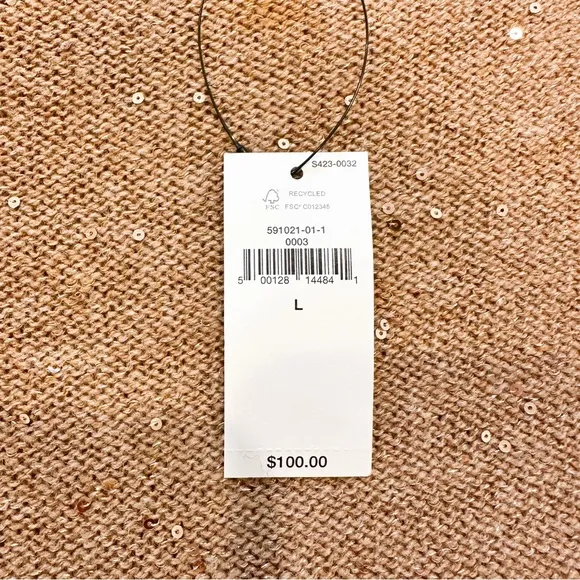 S423-0032
RECYCLED
FSC
FSC® C012345
591021-01-1
0003
5 00128 14484 1
L
$100.00